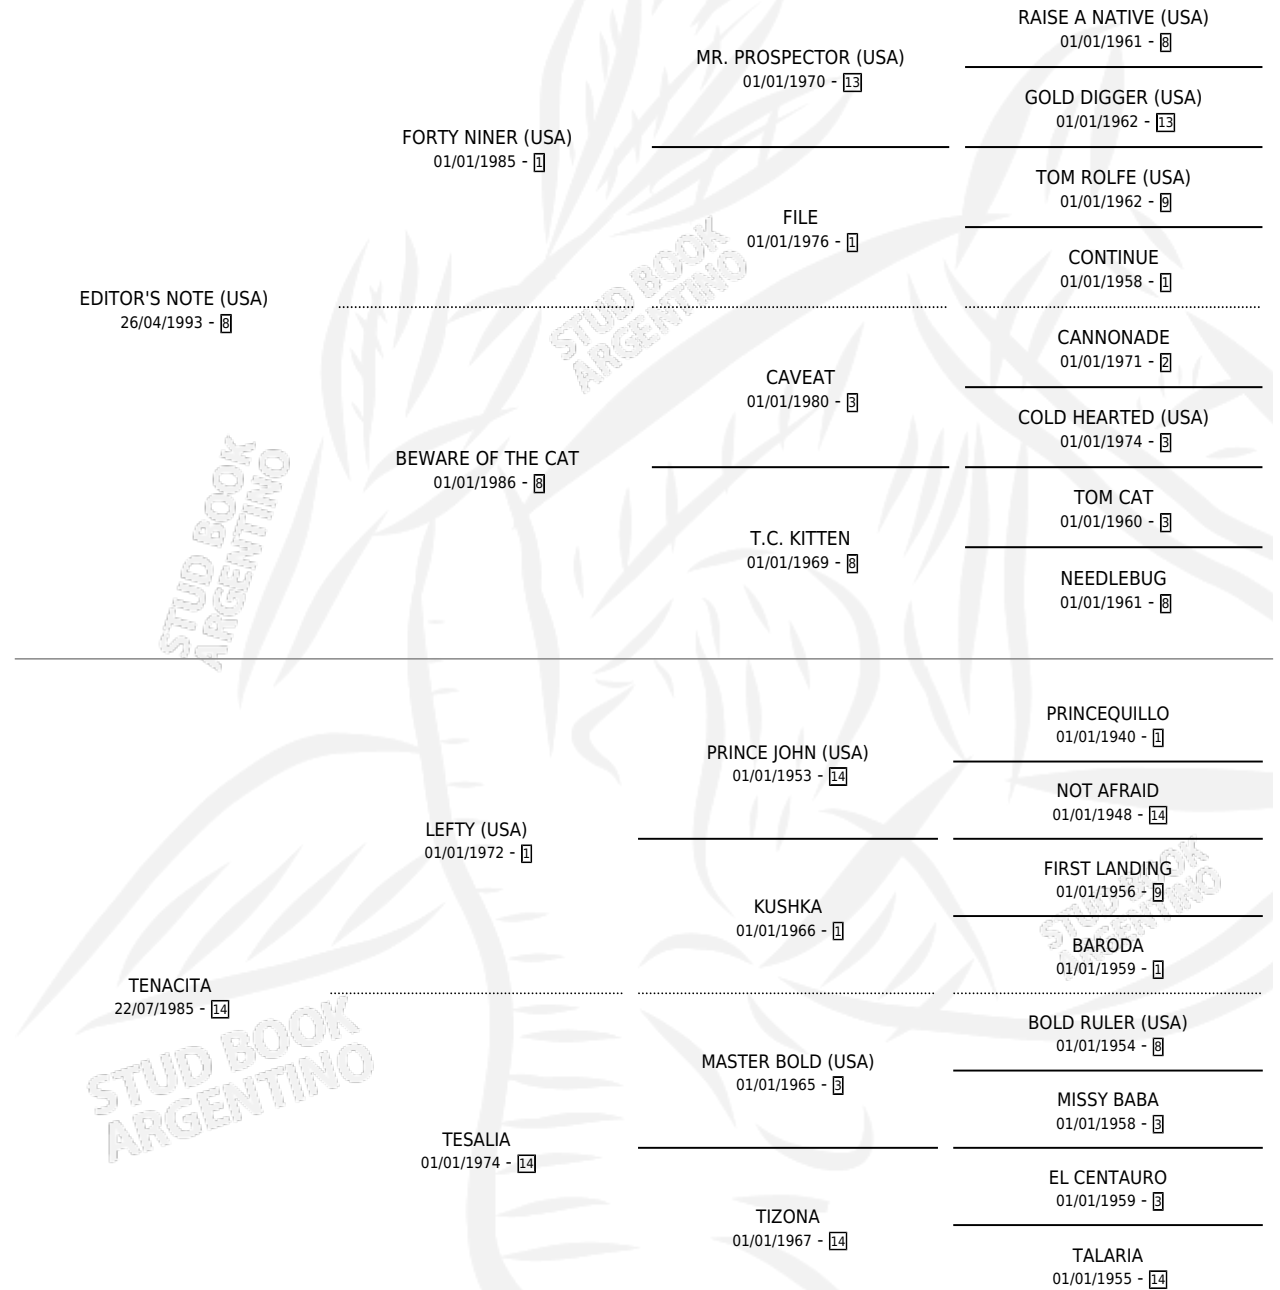 RAISE A NATIVE (USA)
01/01/1961 - 8
MR. PROSPECTOR (USA)
01/01/1970 - 13
GOLD DIGGER (USA)
01/01/1962 - 13
FORTY NINER (USA)
01/01/1985 - 1
TOM ROLFE (USA)
01/01/1962 - 9
FILE
01/01/1976 - 1
CONTINUE
01/01/1958 - 1
EDITOR'S NOTE (USA)
26/04/1993 - 8
CANNONADE
01/01/1971 - 2
CAVEAT
01/01/1980 - 3
COLD HEARTED (USA)
01/01/1974 - 3
BEWARE OF THE CAT
01/01/1986 - 8
TOM CAT
01/01/1960 - 3
T.C. KITTEN
01/01/1969 - 8
NEEDLEBUG
01/01/1961 - 8
PRINCEQUILLO
01/01/1940 - 1
PRINCE JOHN (USA)
01/01/1953 - 14
NOT AFRAID
01/01/1948 - 14
LEFTY (USA)
01/01/1972 - 1
FIRST LANDING
01/01/1956 - 9
KUSHKA
01/01/1966 - 1
BARODA
01/01/1959 - 1
TENACITA
22/07/1985 - 14
BOLD RULER (USA)
01/01/1954 - 8
MASTER BOLD (USA)
01/01/1965 - 3
MISSY BABA
01/01/1958 - 3
TESALIA
01/01/1974 - 14
EL CENTAURO
01/01/1959 - 3
TIZONA
01/01/1967 - 14
TALARIA
01/01/1955 - 14
STUD BOOK
ARGENTINO
STUD BOOK
ARGENTINO
STUD BOOK
ARGENTINO
STUD BOOK
ARGENTINO